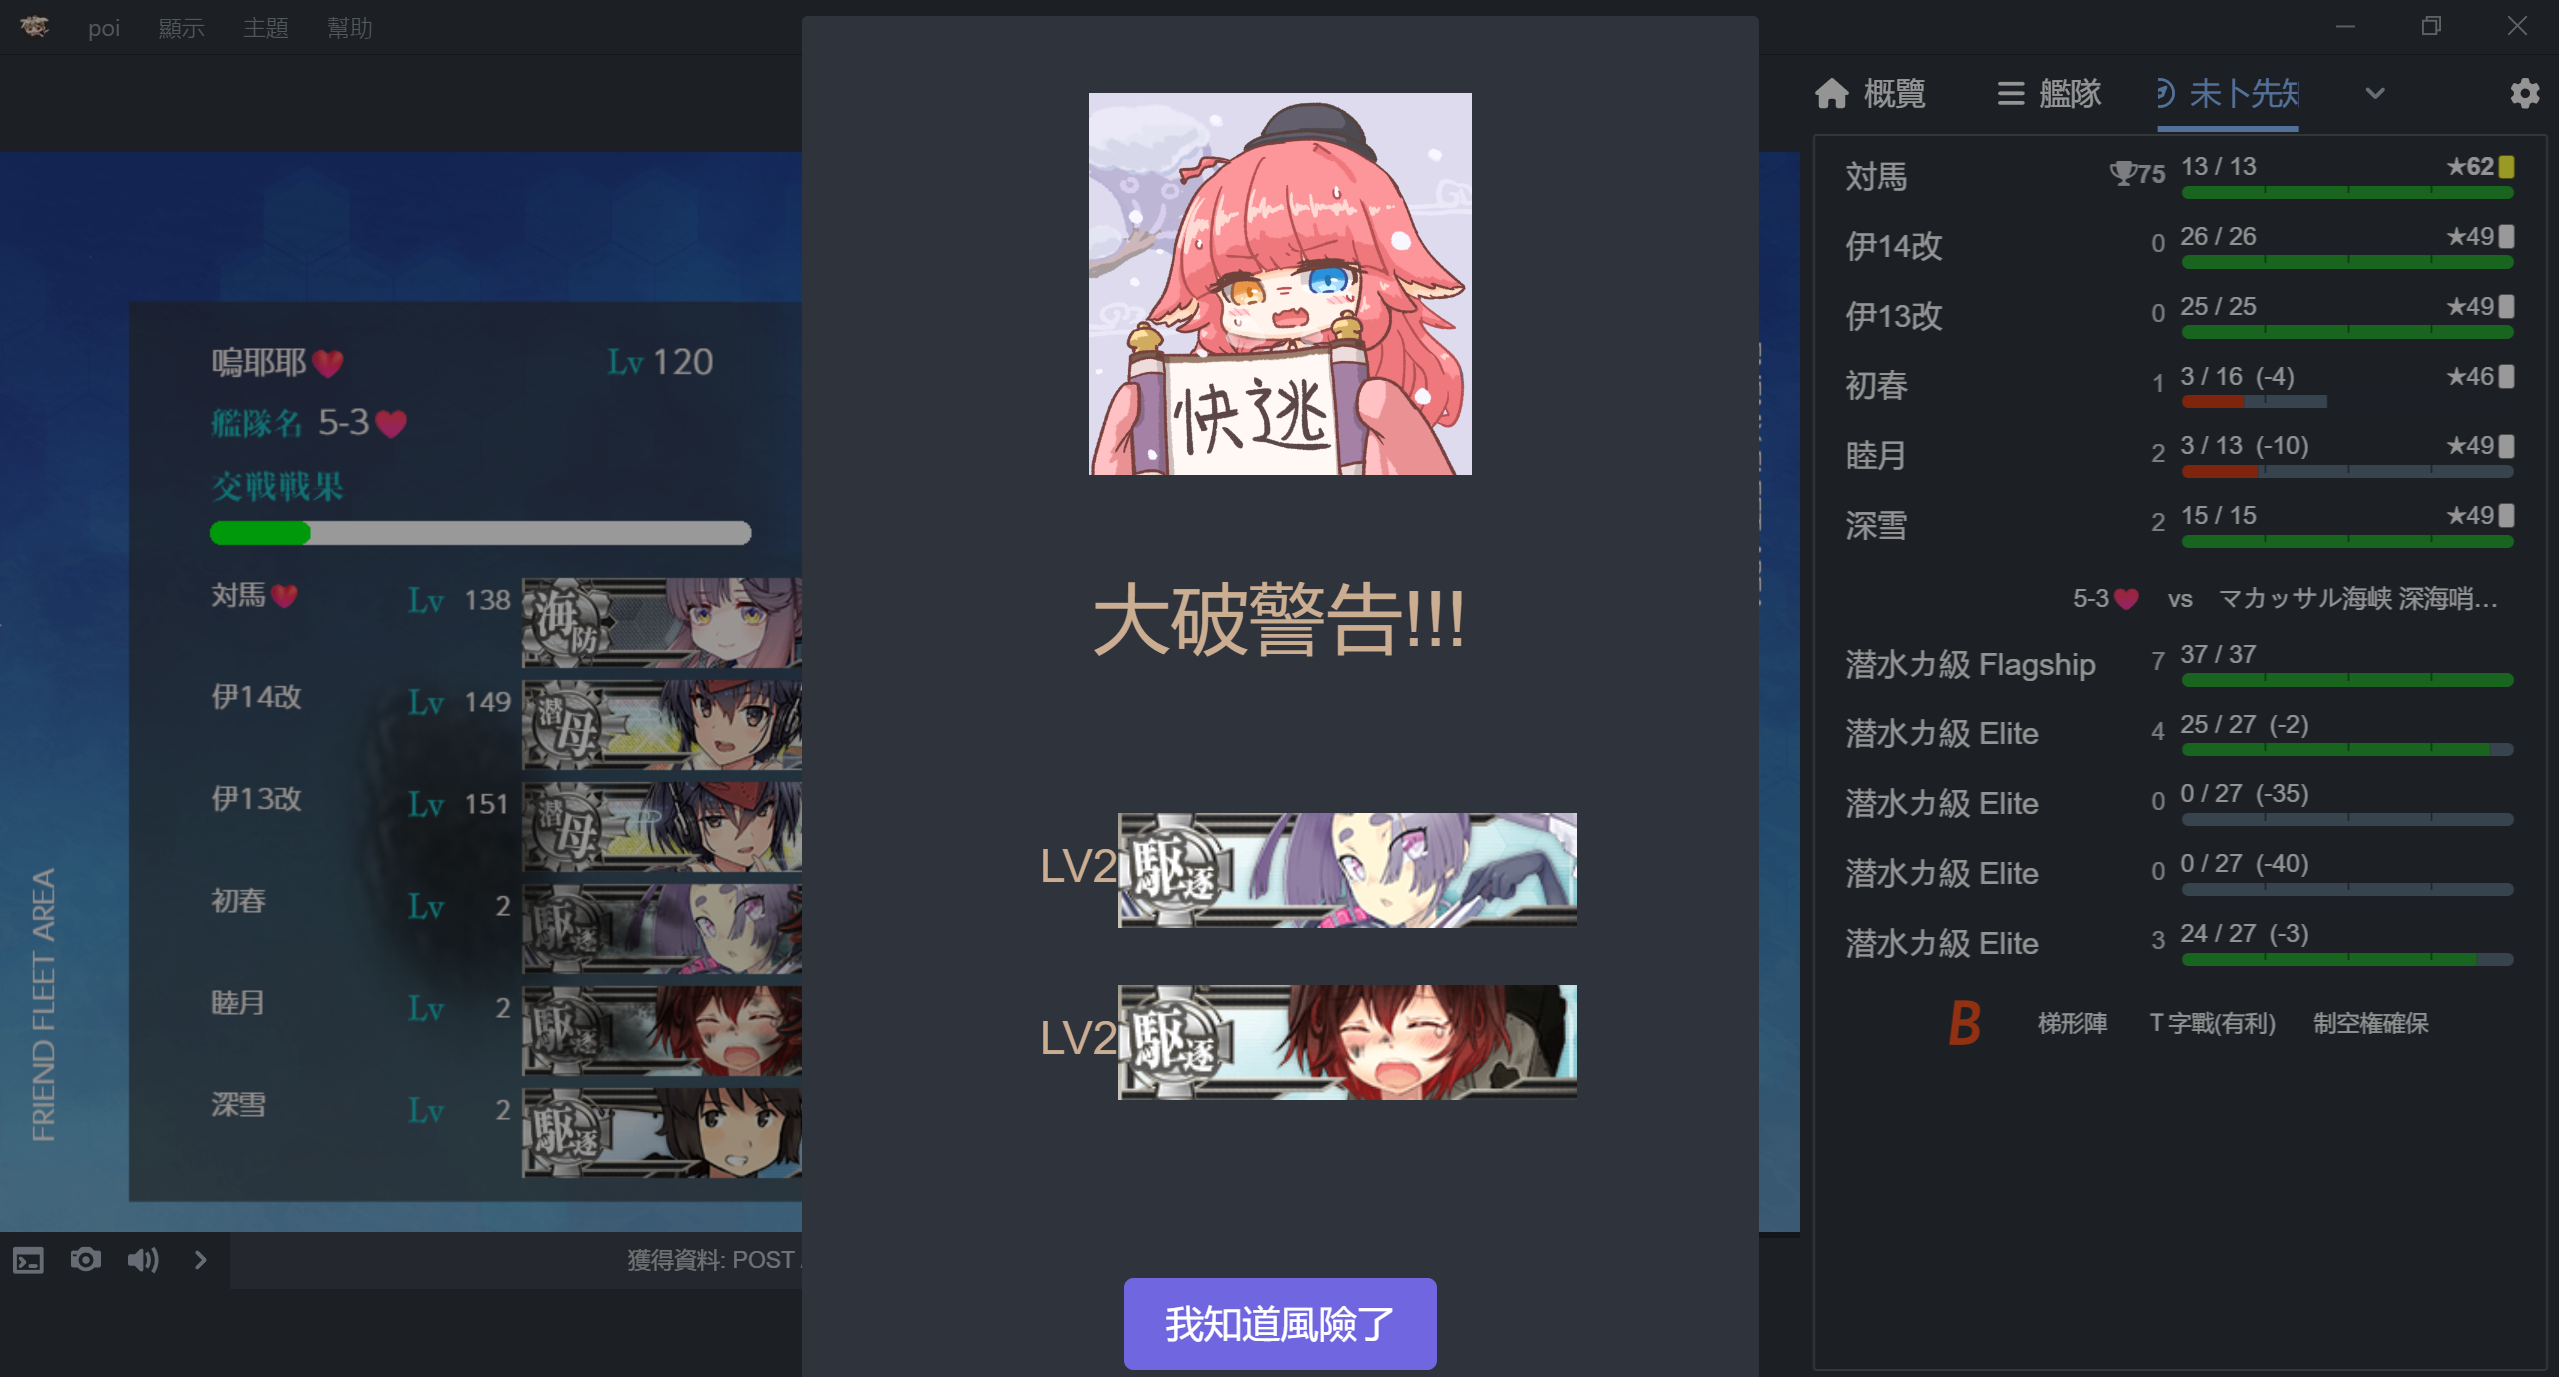 poi 顯示 主題 幫助
概覽 艦隊 未卜先知
嗚耶耶 Lv 120
艦隊名 5-3
交戦戦果
対馬 Lv 138 海防
伊14改 Lv 149 潜母
伊13改 Lv 151 潜母
初春 Lv 2 駆逐
睦月 Lv 2 駆逐
深雪 Lv 2 駆逐
FRIEND FLEET AREA
獲得資料: POST
快逃
大破警告!!!
LV2 駆逐
LV2 駆逐
我知道風險了
対馬 75 13 / 13 ★62
伊14改 0 26 / 26 ★49
伊13改 0 25 / 25 ★49
初春 1 3 / 16 (-4) ★46
睦月 2 3 / 13 (-10) ★49
深雪 2 15 / 15 ★49
5-3 vs マカッサル海峡 深海哨…
潜水カ級 Flagship 7 37 / 37
潜水カ級 Elite 4 25 / 27 (-2)
潜水カ級 Elite 0 0 / 27 (-35)
潜水カ級 Elite 0 0 / 27 (-40)
潜水カ級 Elite 3 24 / 27 (-3)
B 梯形陣 T 字戰(有利) 制空権確保